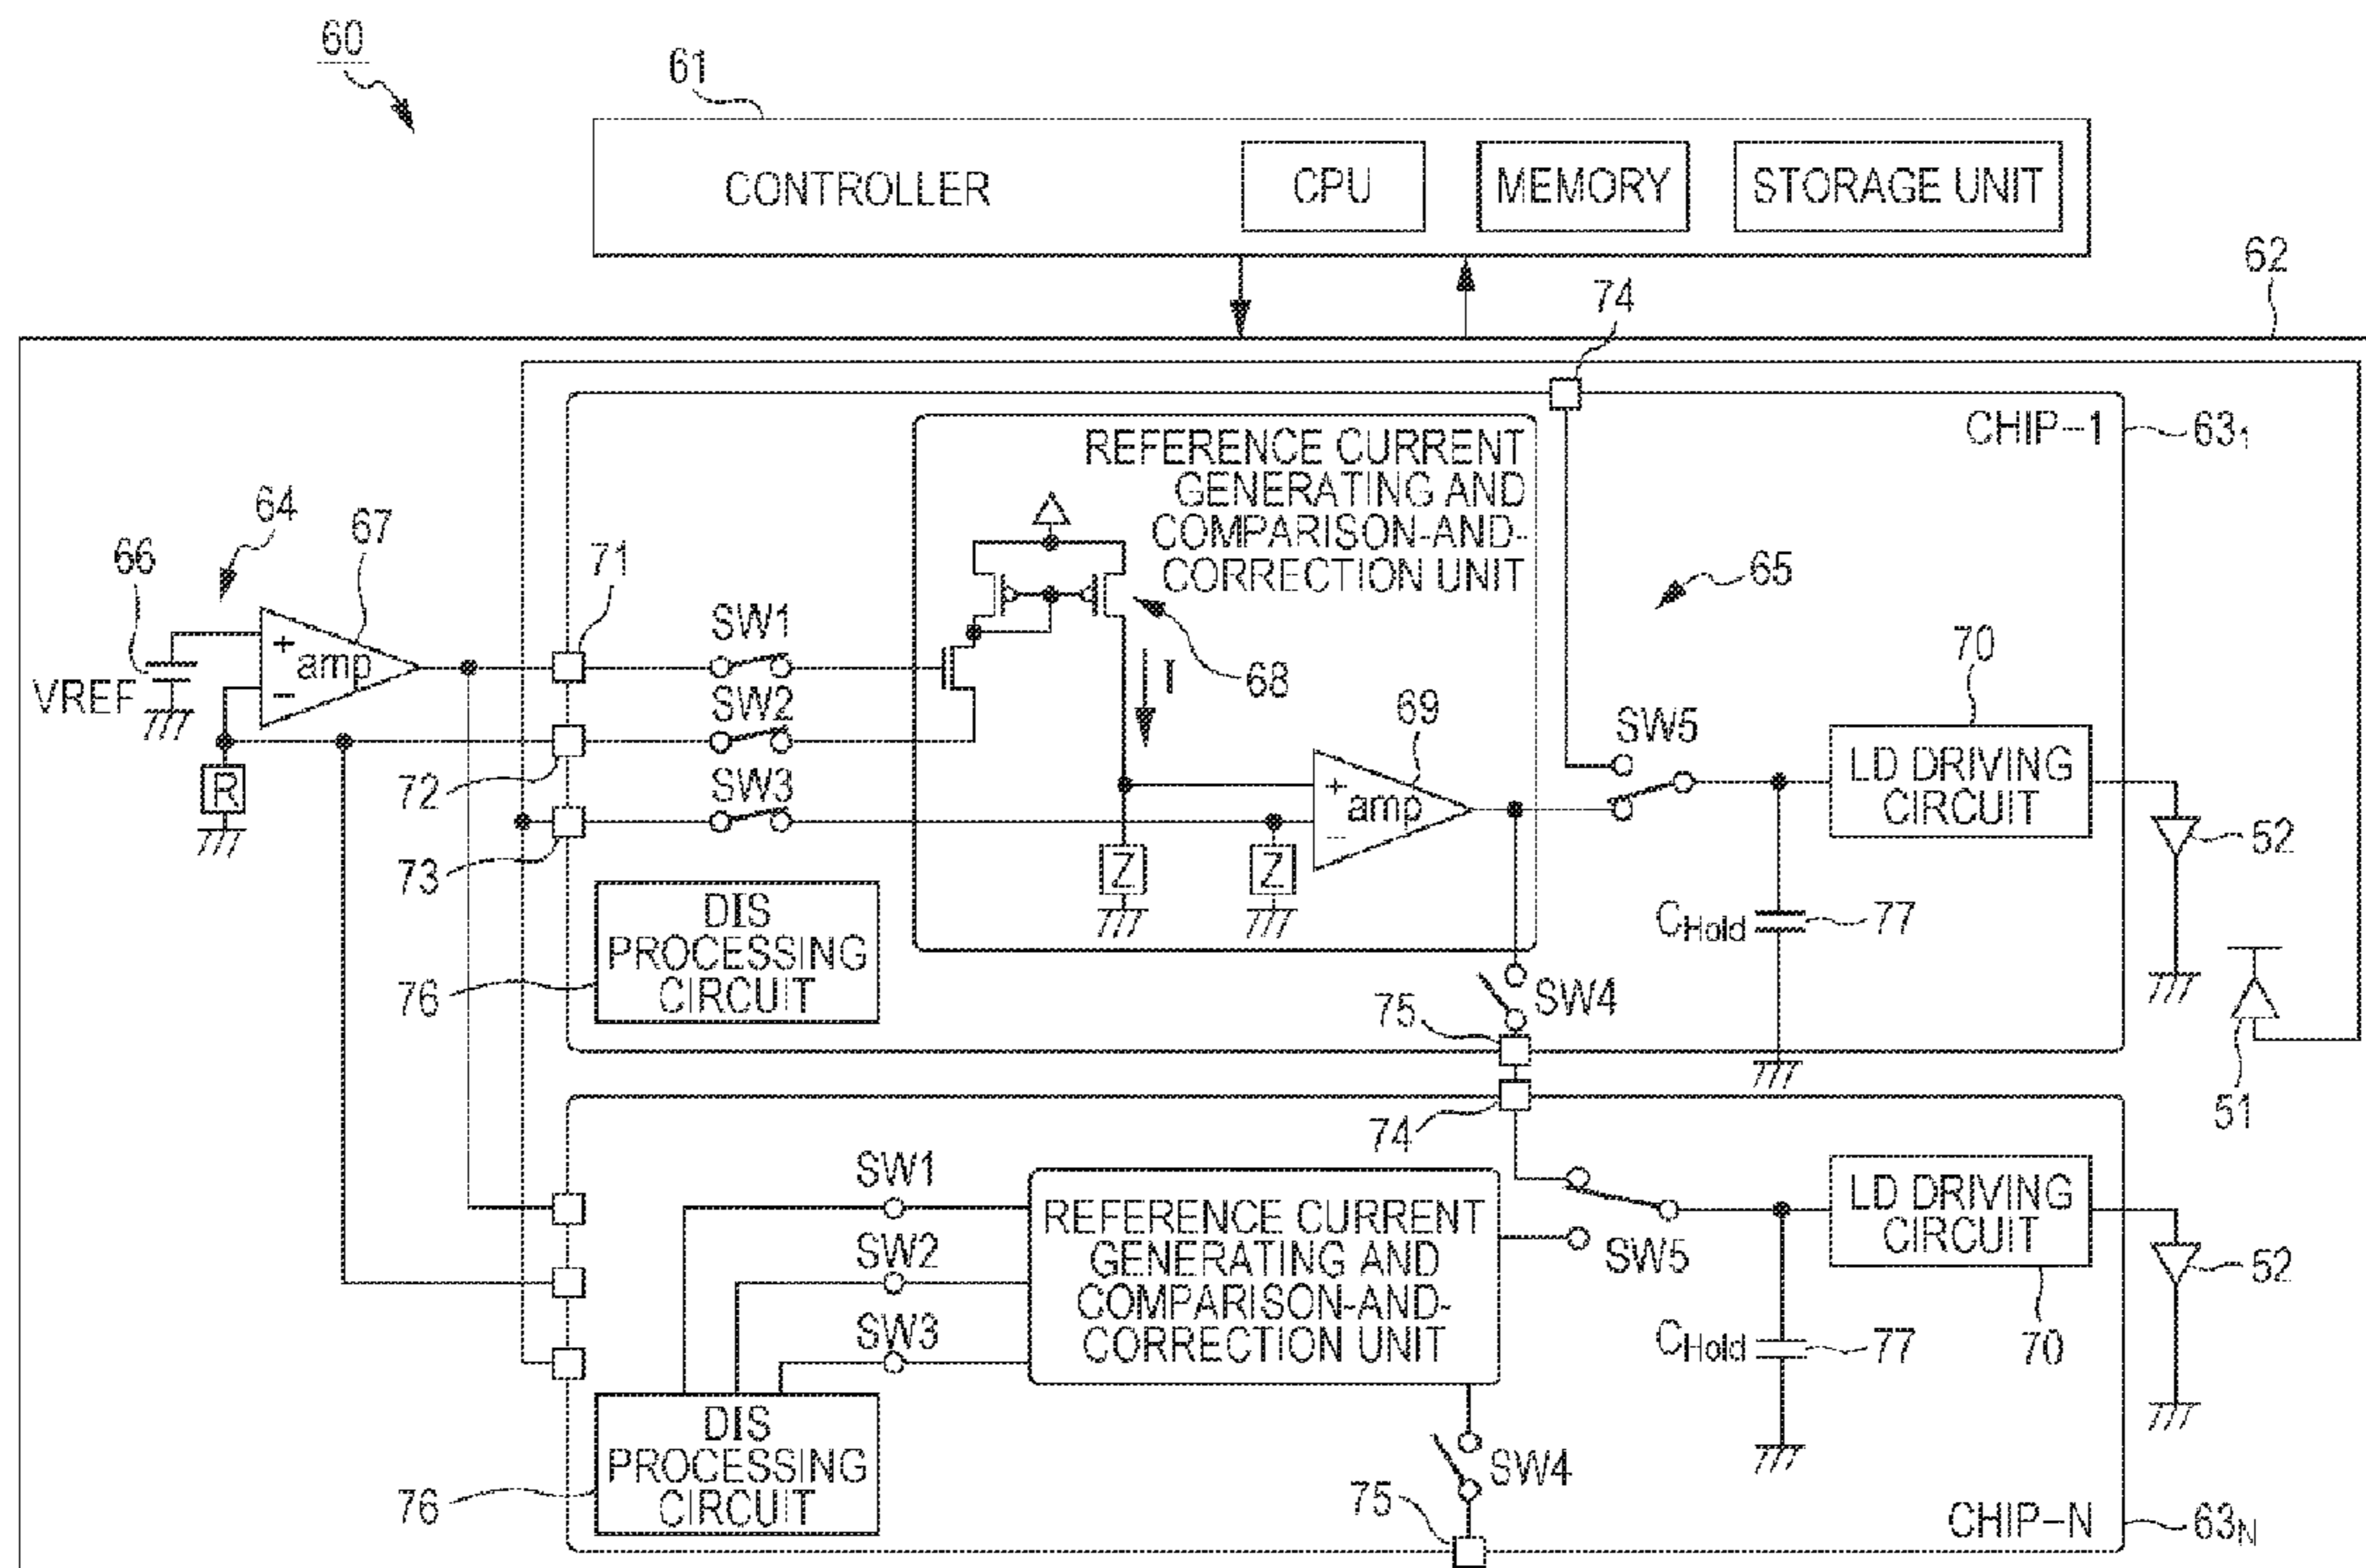 60
61
CONTROLLER
CPU
MEMORY
STORAGE UNIT
62
74
CHIP-1
63₁
REFERENCE CURRENT
GENERATING AND
COMPARISON-AND-
CORRECTION UNIT
64
67
66
VREF
+
amp
−
R
71
72
73
SW1
SW2
SW3
68
I
69
+
amp
−
Z
Z
65
SW5
70
LD DRIVING
CIRCUIT
52
C_Hold
77
51
DIS
PROCESSING
CIRCUIT
76
SW4
75
74
SW1
SW2
SW3
REFERENCE CURRENT
GENERATING AND
COMPARISON-AND-
CORRECTION UNIT
SW5
LD DRIVING
CIRCUIT
70
52
C_Hold
77
DIS
PROCESSING
CIRCUIT
76
SW4
75
CHIP-N
63_N